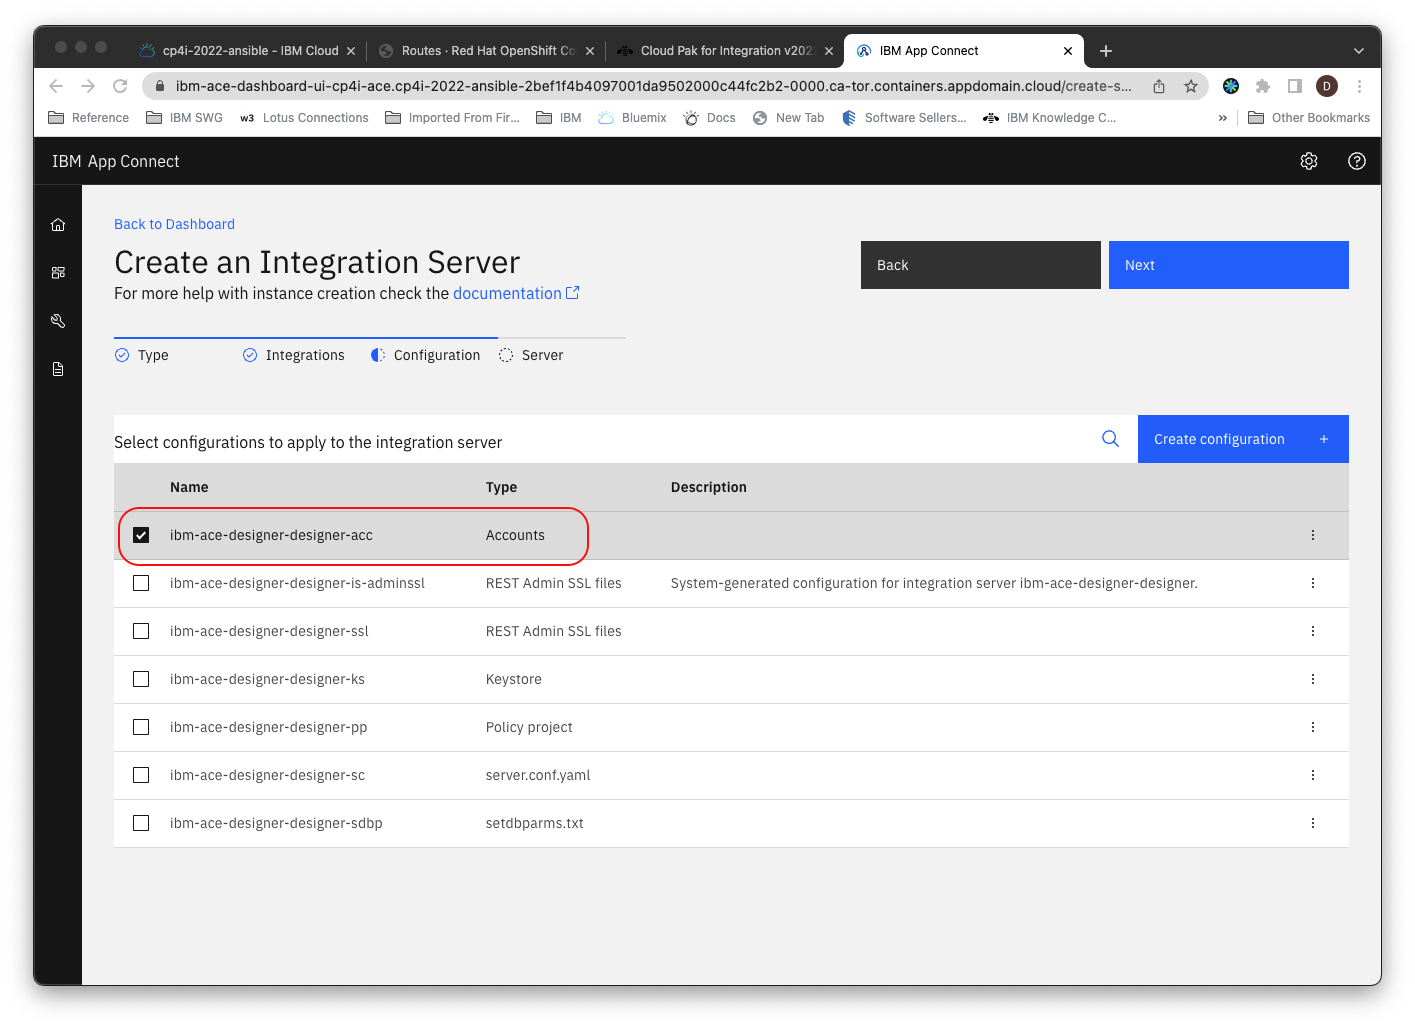 cp4i-2022-ansible - IBM Cloud
Routes · Red Hat OpenShift Co
Cloud Pak for Integration v202
IBM App Connect
ibm-ace-dashboard-ui-cp4i-ace.cp4i-2022-ansible-2bef1f4b4097001da9502000c44fc2b2-0000.ca-tor.containers.appdomain.cloud/create-s...
D
Reference
IBM SWG
w3 Lotus Connections
Imported From Fir...
IBM
Bluemix
Docs
New Tab
Software Sellers...
IBM Knowledge C...
»
Other Bookmarks
IBM App Connect
Back to Dashboard
Create an Integration Server
For more help with instance creation check the documentation
Back
Next
Type
Integrations
Configuration
Server
Select configurations to apply to the integration server
Create configuration +
Name Type Description
ibm-ace-designer-designer-acc Accounts
ibm-ace-designer-designer-is-adminssl REST Admin SSL files System-generated configuration for integration server ibm-ace-designer-designer.
ibm-ace-designer-designer-ssl REST Admin SSL files
ibm-ace-designer-designer-ks Keystore
ibm-ace-designer-designer-pp Policy project
ibm-ace-designer-designer-sc server.conf.yaml
ibm-ace-designer-designer-sdbp setdbparms.txt